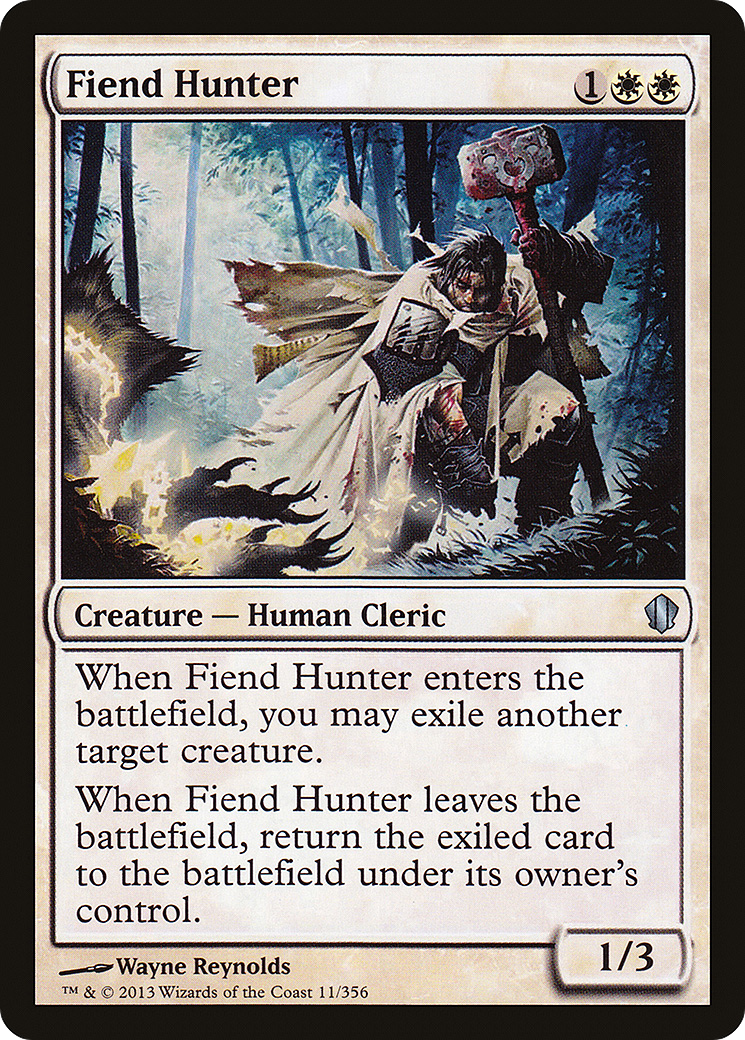 Fiend Hunter 1
Creature — Human Cleric
When Fiend Hunter enters the
battlefield, you may exile another
target creature.
When Fiend Hunter leaves the
battlefield, return the exiled card
to the battlefield under its owner's
control.
1/3
Wayne Reynolds
™ & © 2013 Wizards of the Coast 11/356